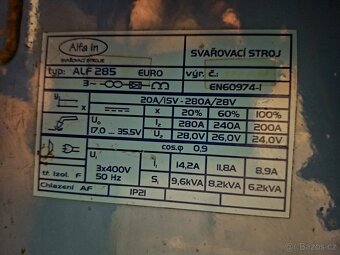 Alfa in
SVAŘOVACÍ STROJE
SVAŘOVACÍ STROJ
typ: ALF 285 EURO
výr. č.
3~
EN60974-1
20A/15V - 280A/28V
X 20% 60% 100%
I₂ 280A 240A 200A
U₀ 17.0 - 35.5V U₂ 28,0V 26,0V 24,0V
cos.φ 0,9
U₁ 3x400V 50 Hz
I₁ 14,2A 11,8A 8,9A
S₁ 9,6kVA 8,2kVA 6,2kVA
tř. izol. F
Chlazení AF IP21
Bazos.cz